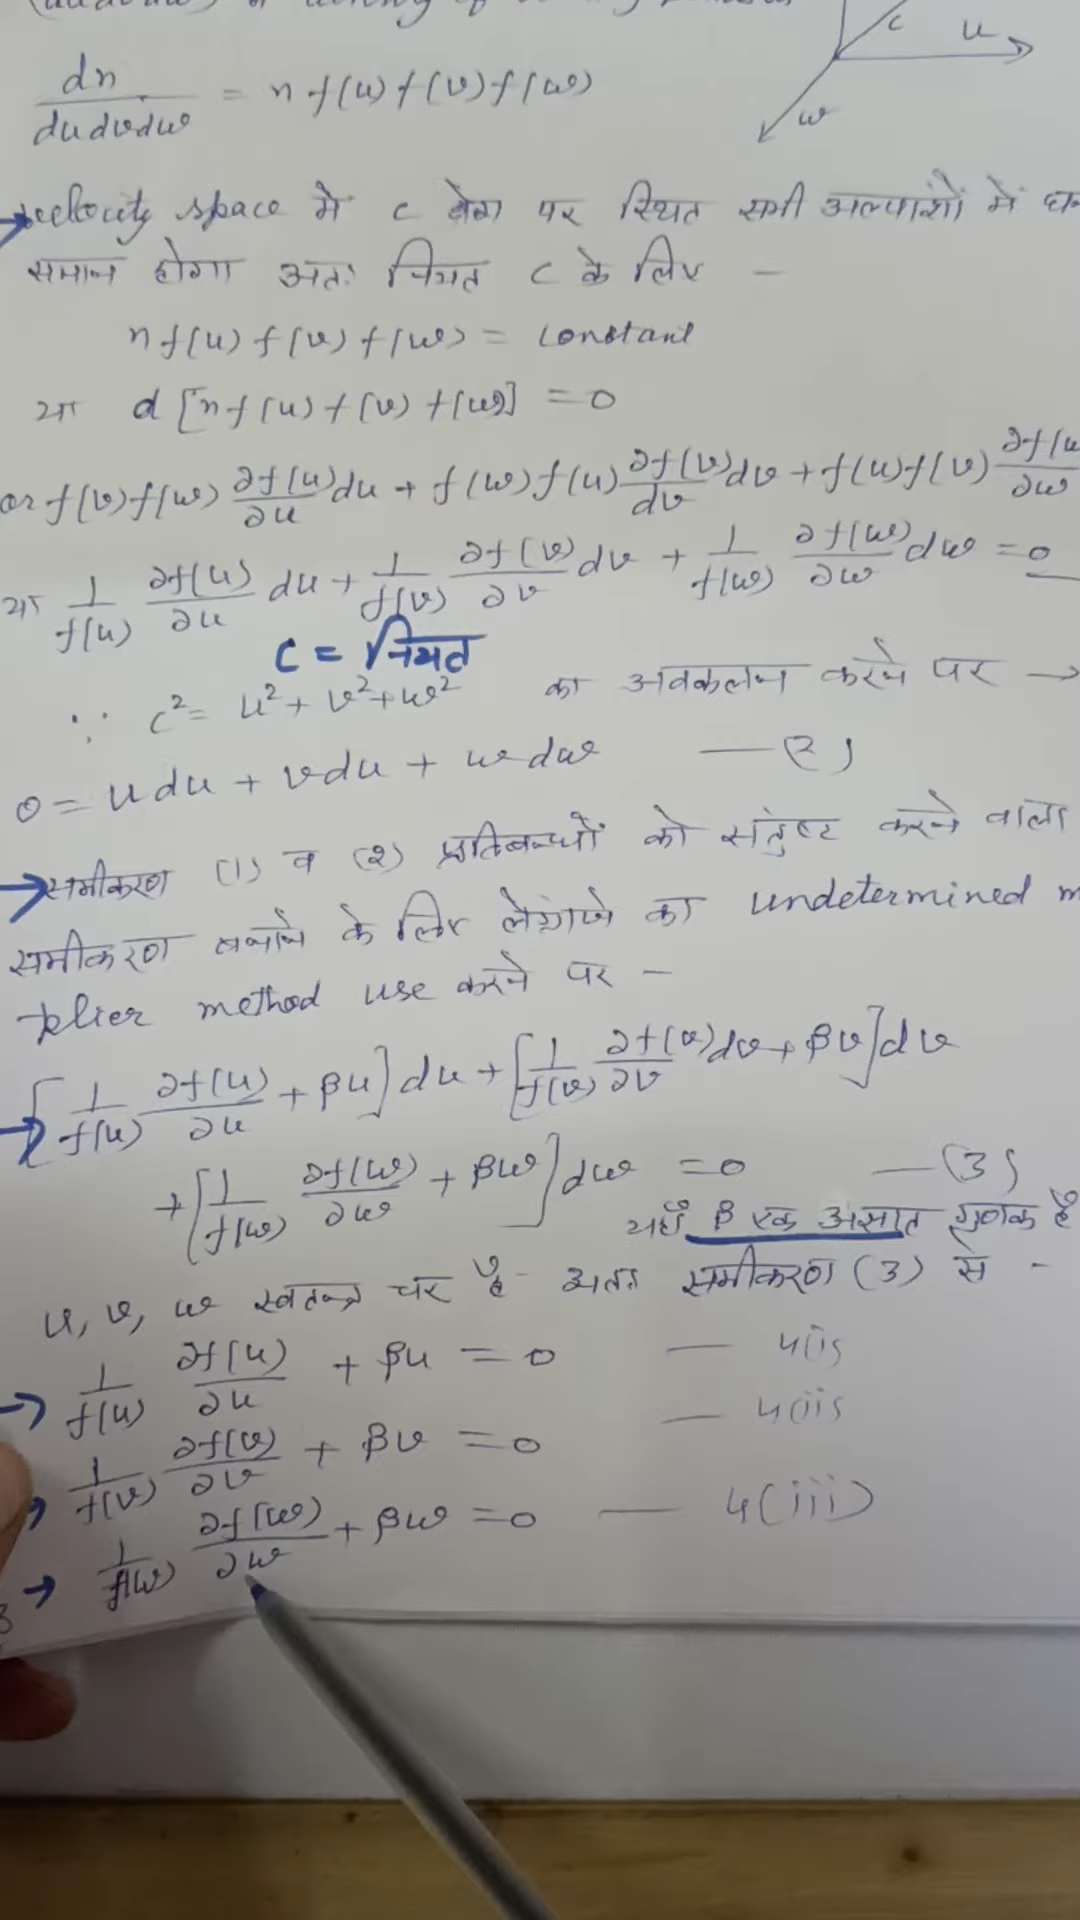 c u
dn/du dv dw = n f(u) f(v) f(w)
w
velocity space में c वेग पर स्थित सभी अल्पाशों में
समान होगा अतः नियत c के लिए —
n f(u) f(v) f(w) = constant
या d [n f(u) f(v) f(w)] = 0
or f(v) f(w) ∂f(u)/∂u du + f(w) f(u) ∂f(v)/dv dv + f(u) f(v) ∂f(u/∂w
या 1/f(u) ∂f(u)/∂u du + 1/f(v) ∂f(v)/∂v dv + 1/f(w) ∂f(w)/∂w dw = 0
c = नियत
∵ c² = u² + v² + w² का अवकलन करने पर →
0 = u du + v du + w dw — (2)
→ समीकरण (1) व (2) प्रतिबन्धों को संतुष्ट करने वाला
समीकरण बनाने के लिए लेग्रांजे का undetermined m
-plier method use करने पर —
→ [1/f(u) ∂f(u)/∂u + βu] du + [1/f(v) ∂f(v)/∂v dv + βv] dv
+ [1/f(w) ∂f(w)/∂w + βw] dw = 0 — (3)
यहाँ β एक अज्ञात गुणक है
u, v, w स्वतन्त्र चर है अतः समीकरण (3) से -
→ 1/f(u) ∂f(u)/∂u + βu = 0 — 4(i)
→ 1/f(v) ∂f(v)/∂v + βv = 0 — 4(ii)
→ 1/f(w) ∂f(w)/∂w + βw = 0 — 4(iii)